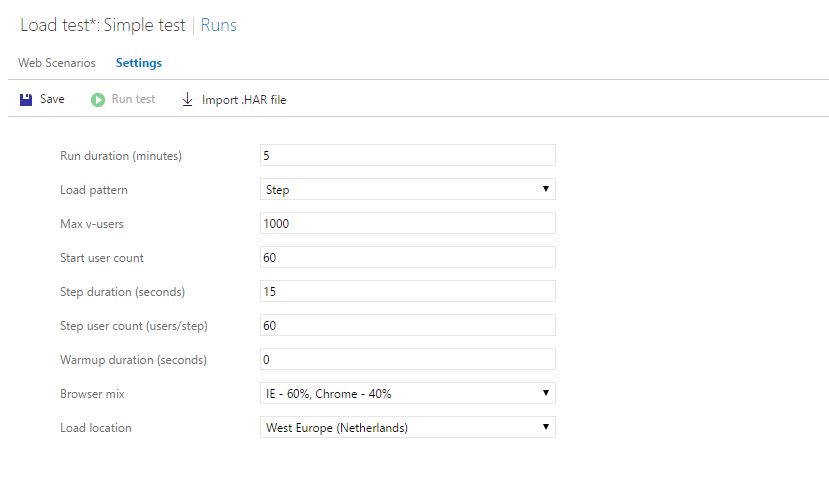 Load test*: Simple test | Runs
Web Scenarios Settings
Save Run test Import .HAR file
Run duration (minutes) 5
Load pattern Step
Max v-users 1000
Start user count 60
Step duration (seconds) 15
Step user count (users/step) 60
Warmup duration (seconds) 0
Browser mix IE - 60%, Chrome - 40%
Load location West Europe (Netherlands)